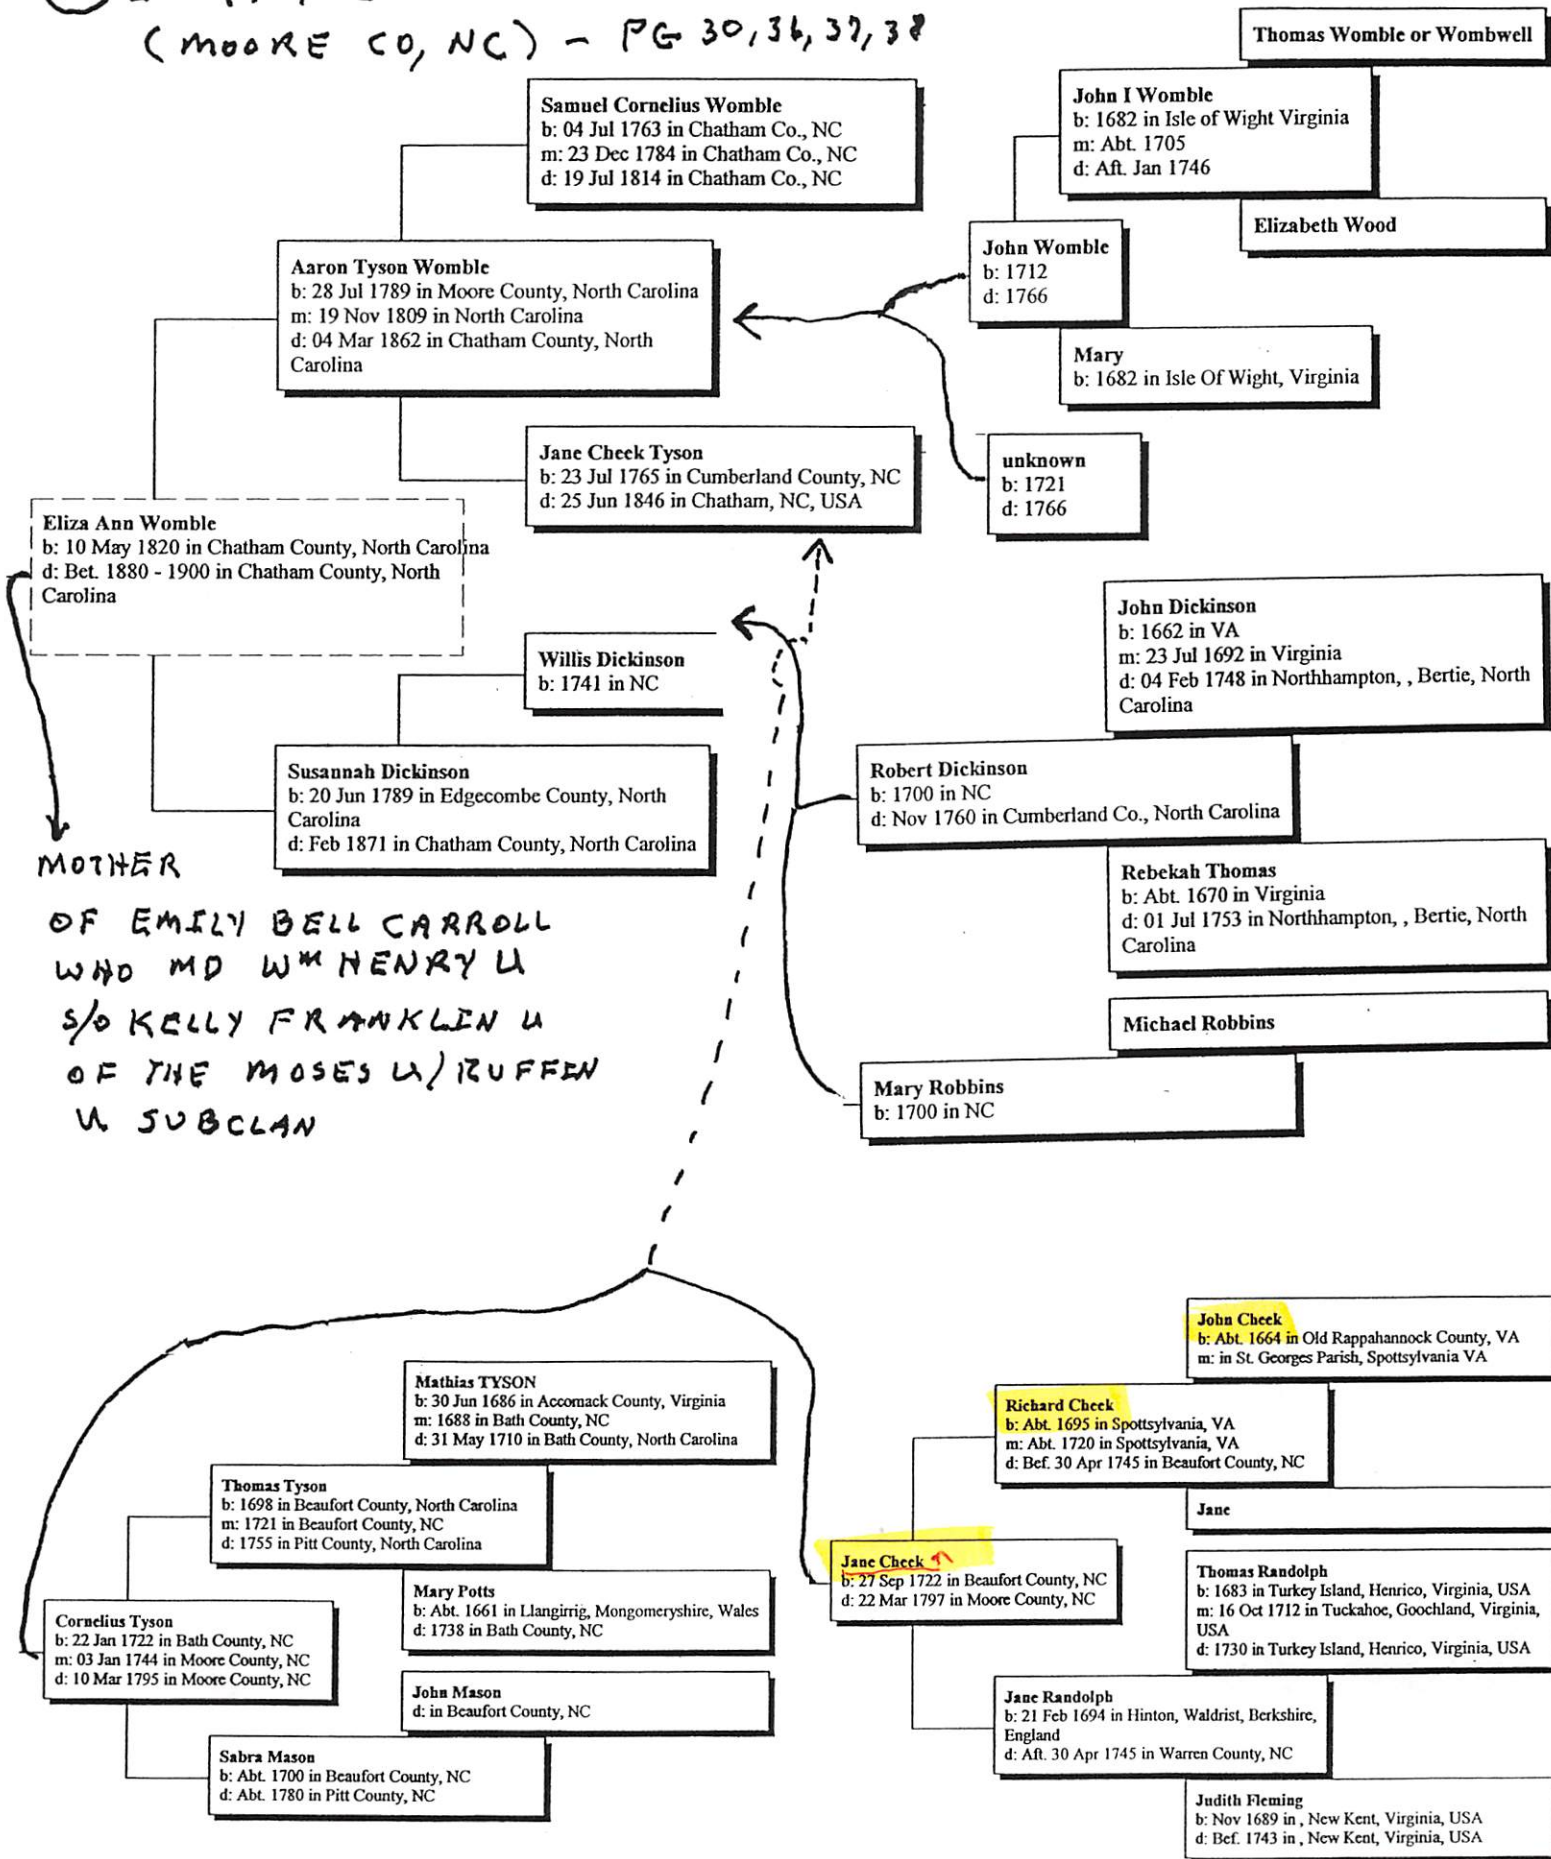 (MOORE CO, NC) - PG 30, 36, 37, 38
Thomas Womble or Wombwell
Samuel Cornelius Womble
b: 04 Jul 1763 in Chatham Co., NC
m: 23 Dec 1784 in Chatham Co., NC
d: 19 Jul 1814 in Chatham Co., NC
John I Womble
b: 1682 in Isle of Wight Virginia
m: Abt. 1705
d: Aft. Jan 1746
Elizabeth Wood
Aaron Tyson Womble
b: 28 Jul 1789 in Moore County, North Carolina
m: 19 Nov 1809 in North Carolina
d: 04 Mar 1862 in Chatham County, North
Carolina
John Womble
b: 1712
d: 1766
Mary
b: 1682 in Isle Of Wight, Virginia
Jane Cheek Tyson
b: 23 Jul 1765 in Cumberland County, NC
d: 25 Jun 1846 in Chatham, NC, USA
unknown
b: 1721
d: 1766
Eliza Ann Womble
b: 10 May 1820 in Chatham County, North Carolina
d: Bet. 1880 - 1900 in Chatham County, North
Carolina
John Dickinson
b: 1662 in VA
m: 23 Jul 1692 in Virginia
d: 04 Feb 1748 in Northhampton, , Bertie, North
Carolina
Willis Dickinson
b: 1741 in NC
Susannah Dickinson
b: 20 Jun 1789 in Edgecombe County, North
Carolina
d: Feb 1871 in Chatham County, North Carolina
Robert Dickinson
b: 1700 in NC
d: Nov 1760 in Cumberland Co., North Carolina
Rebekah Thomas
b: Abt. 1670 in Virginia
d: 01 Jul 1753 in Northhampton, , Bertie, North
Carolina
MOTHER
OF EMILY BELL CARROLL
WHO MD Wm HENRY U
S/O KELLY FRANKLIN U
OF THE MOSES U/RUFFIN
U SUBCLAN
Michael Robbins
Mary Robbins
b: 1700 in NC
John Cheek
b: Abt. 1664 in Old Rappahannock County, VA
m: in St. Georges Parish, Spottsylvania VA
Mathias TYSON
b: 30 Jun 1686 in Accomack County, Virginia
m: 1688 in Bath County, NC
d: 31 May 1710 in Bath County, North Carolina
Richard Cheek
b: Abt. 1695 in Spottsylvania, VA
m: Abt. 1720 in Spottsylvania, VA
d: Bef. 30 Apr 1745 in Beaufort County, NC
Thomas Tyson
b: 1698 in Beaufort County, North Carolina
m: 1721 in Beaufort County, NC
d: 1755 in Pitt County, North Carolina
Jane
Jane Cheek
b: 27 Sep 1722 in Beaufort County, NC
d: 22 Mar 1797 in Moore County, NC
Thomas Randolph
b: 1683 in Turkey Island, Henrico, Virginia, USA
m: 16 Oct 1712 in Tuckahoe, Goochland, Virginia,
USA
d: 1730 in Turkey Island, Henrico, Virginia, USA
Mary Potts
b: Abt. 1661 in Llangirrig, Mongomeryshire, Wales
d: 1738 in Bath County, NC
Cornelius Tyson
b: 22 Jan 1722 in Bath County, NC
m: 03 Jan 1744 in Moore County, NC
d: 10 Mar 1795 in Moore County, NC
John Mason
d: in Beaufort County, NC
Jane Randolph
b: 21 Feb 1694 in Hinton, Waldrist, Berkshire,
England
d: Aft. 30 Apr 1745 in Warren County, NC
Sabra Mason
b: Abt. 1700 in Beaufort County, NC
d: Abt. 1780 in Pitt County, NC
Judith Fleming
b: Nov 1689 in , New Kent, Virginia, USA
d: Bef. 1743 in , New Kent, Virginia, USA